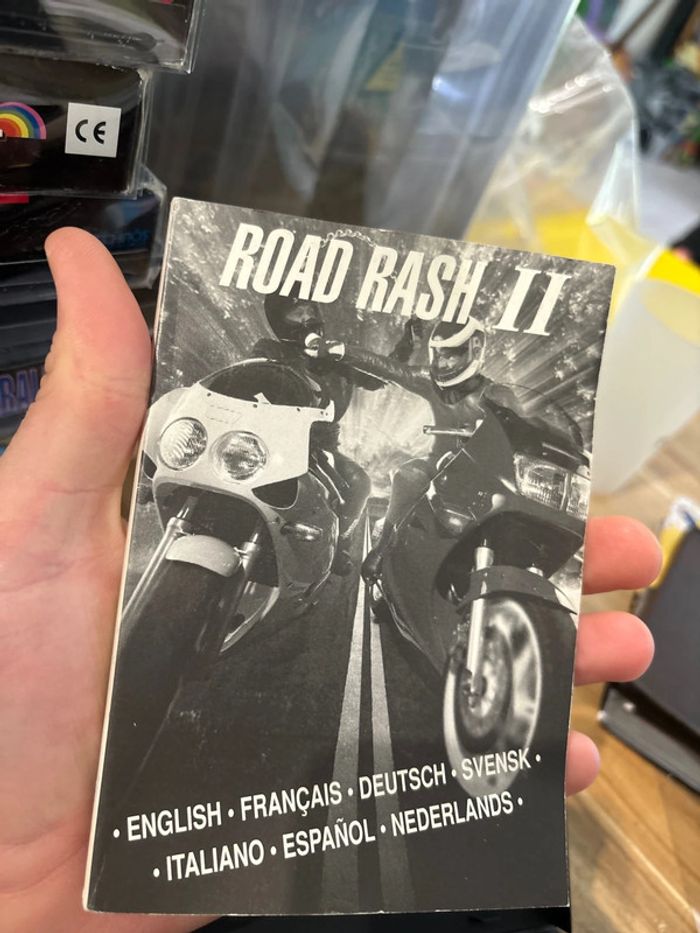 CE
ROAD RASH II
• ENGLISH • FRANÇAIS • DEUTSCH • SVENSK •
• ITALIANO • ESPAÑOL • NEDERLANDS •